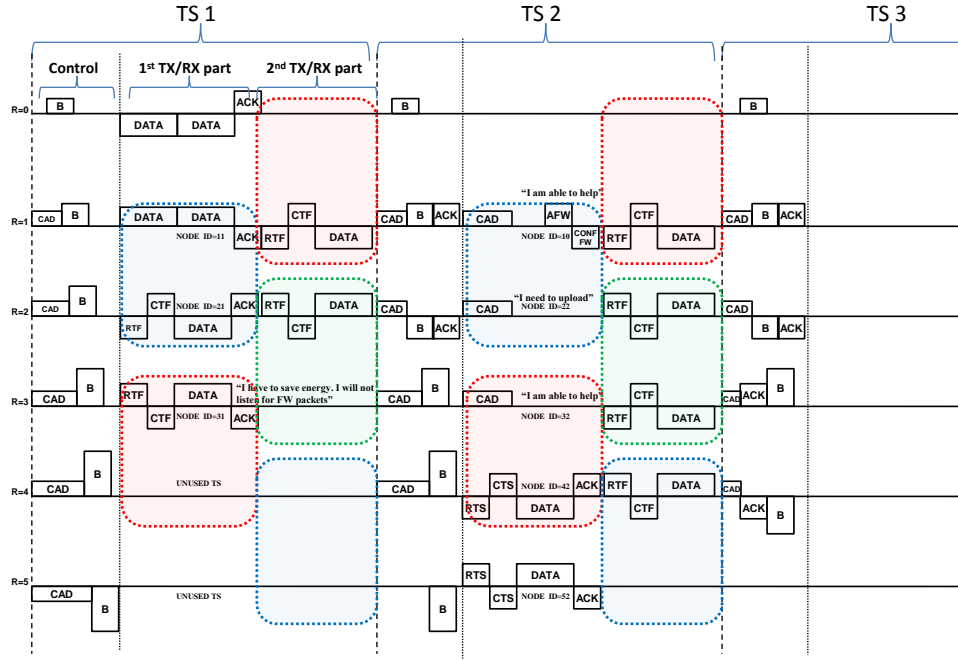 TS 1 TS 2 TS 3
Control 1st TX/RX part 2nd TX/RX part
R=0 B ACK B B
DATA DATA
"I am able to help"
R=1 CAD B DATA DATA CTF CAD B ACK CAD AFW CTF CAD B ACK
NODE ID=11 ACK RTF DATA NODE ID=10 CONF FW RTF DATA
R=2 CAD B CTF NODE ID=21 ACK RTF DATA CAD CAD "I need to upload" NODE ID=22 RTF DATA CAD
RTF DATA CTF B ACK CTF B ACK
R=3 CAD B RTF DATA "I have to save energy. I will not CAD B CAD "I am able to help" CTF CAD ACK B
listen for FW packets"
CTF NODE ID=31 ACK NODE ID=32 RTF DATA
R=4 CAD B UNUSED TS CAD B CTS NODE ID=42 ACK RTF DATA CAD
RTS DATA CTF ACK B
R=5 RTS DATA
CAD B UNUSED TS B CTS NODE ID=52 ACK